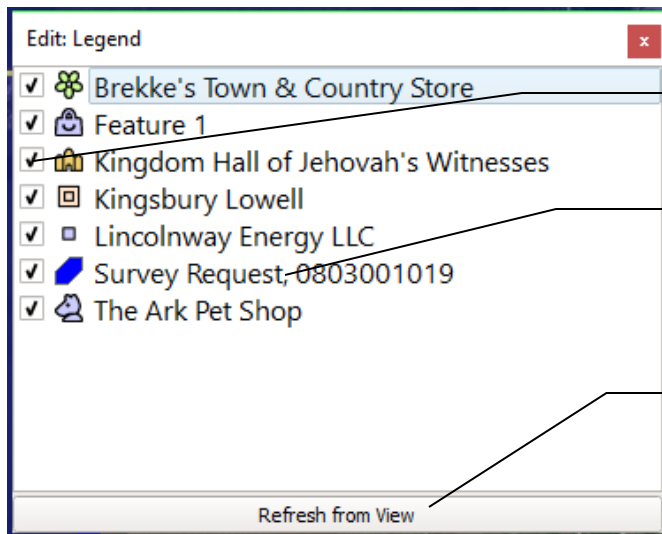 Edit: Legend
x
Brekke's Town & Country Store
Feature 1
Kingdom Hall of Jehovah's Witnesses
Kingsbury Lowell
Lincolnway Energy LLC
Survey Request, 0803001019
The Ark Pet Shop
Refresh from View